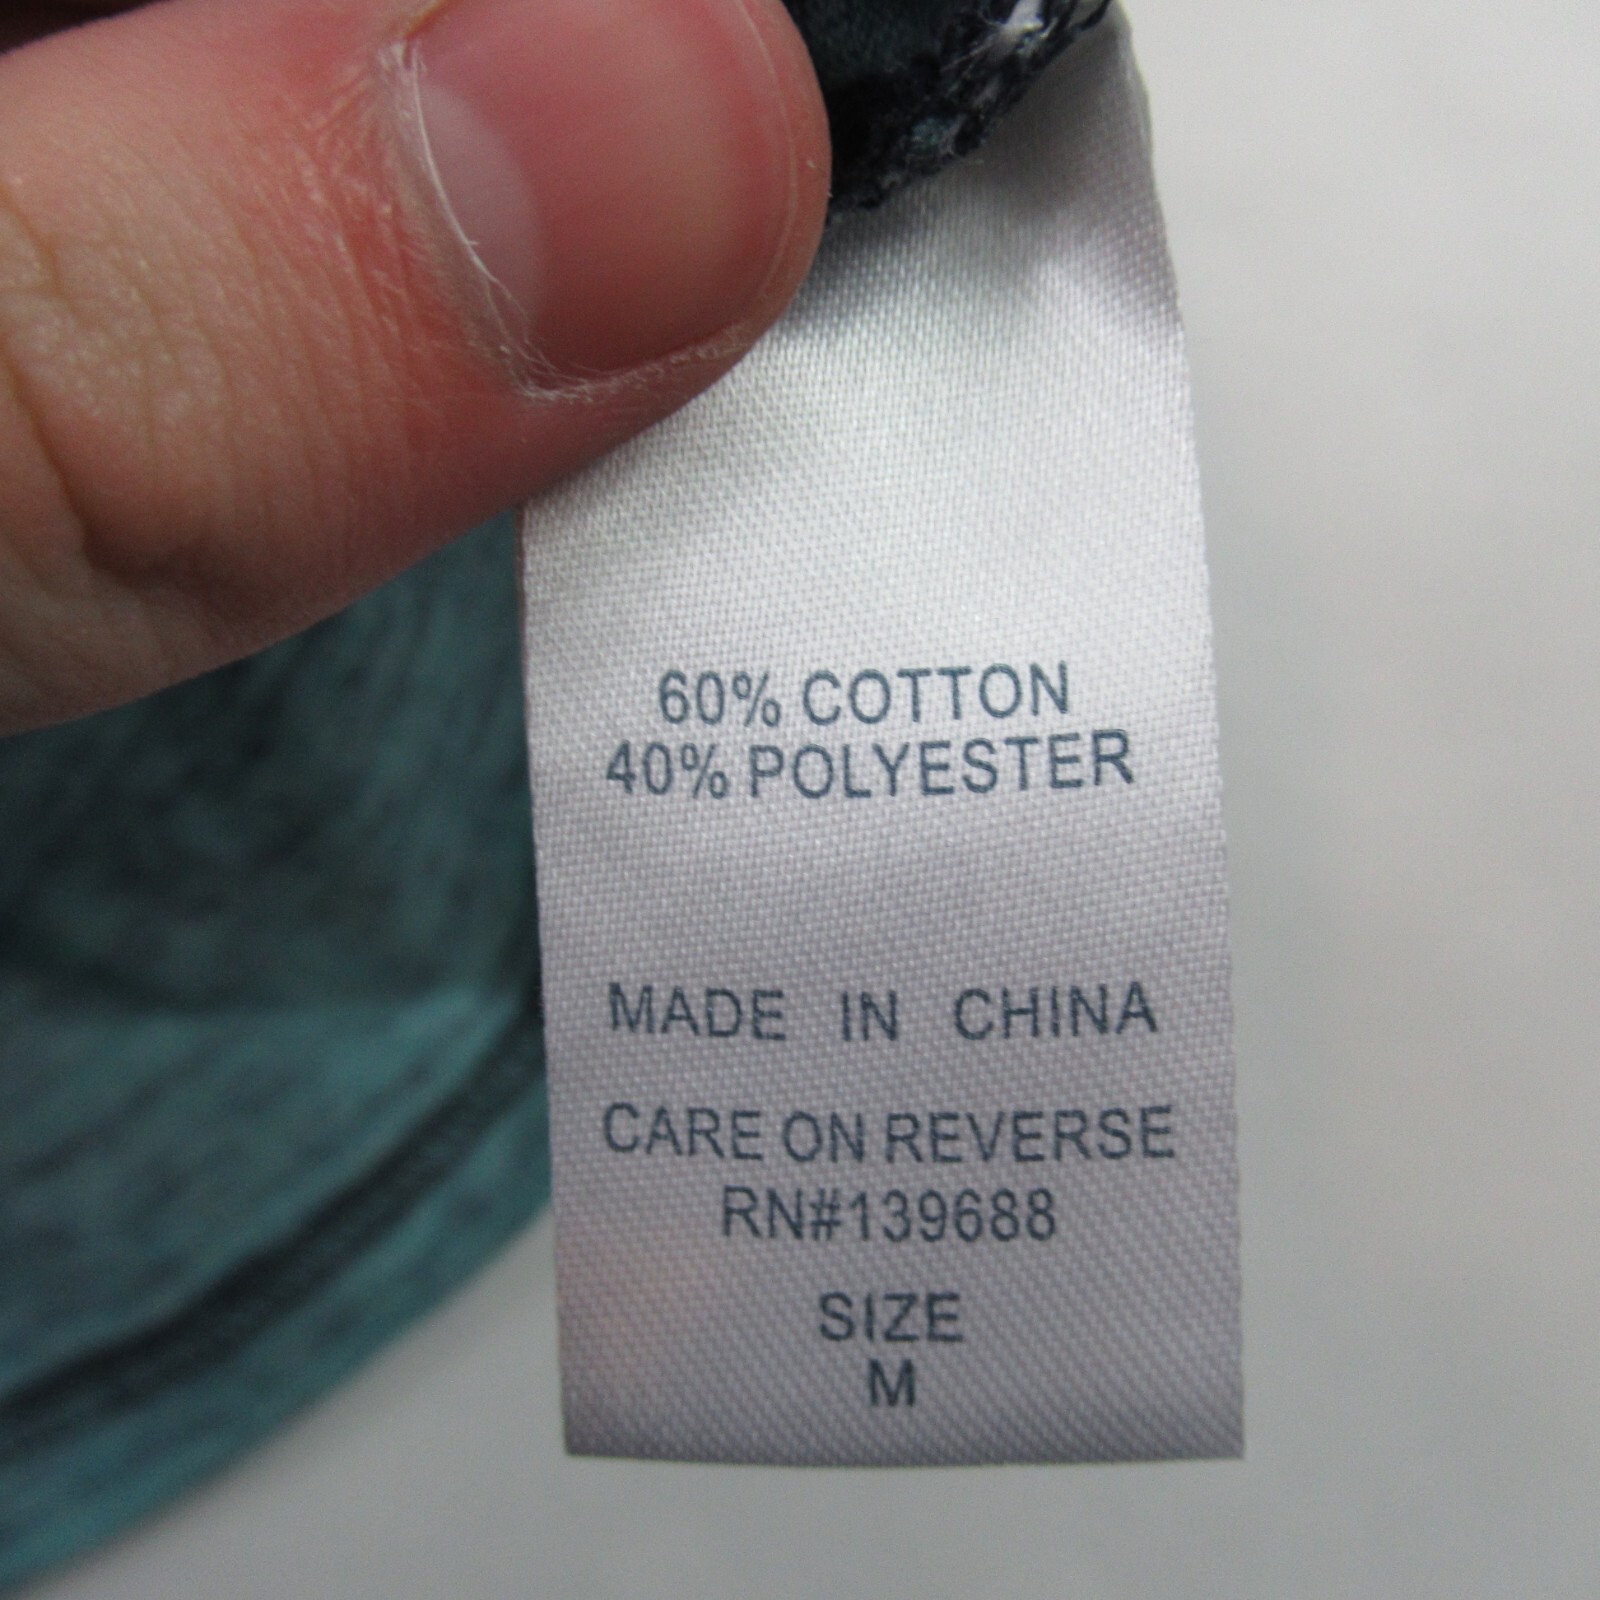 60% COTTON
40% POLYESTER
MADE IN CHINA
CARE ON REVERSE
RN#139688
SIZE
M